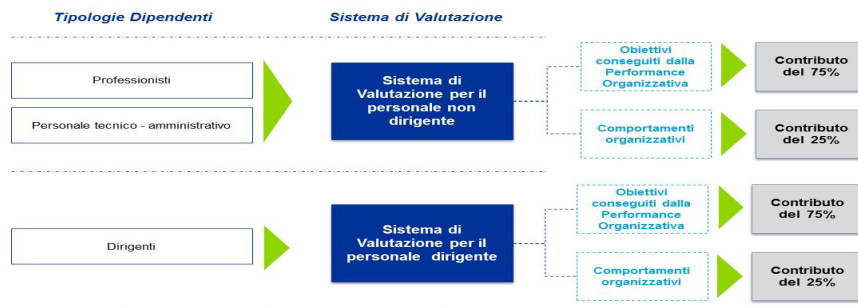 Tipologie Dipendenti
Sistema di Valutazione
Professionisti
Personale tecnico - amministrativo
Sistema di
Valutazione per il
personale non
dirigente
Obiettivi
conseguiti dalla
Performance
Organizzativa
Contributo
del 75%
Comportamenti
organizzativi
Contributo
del 25%
Dirigenti
Sistema di
Valutazione per il
personale dirigente
Obiettivi
conseguiti dalla
Performance
Organizzativa
Contributo
del 75%
Comportamenti
organizzativi
Contributo
del 25%